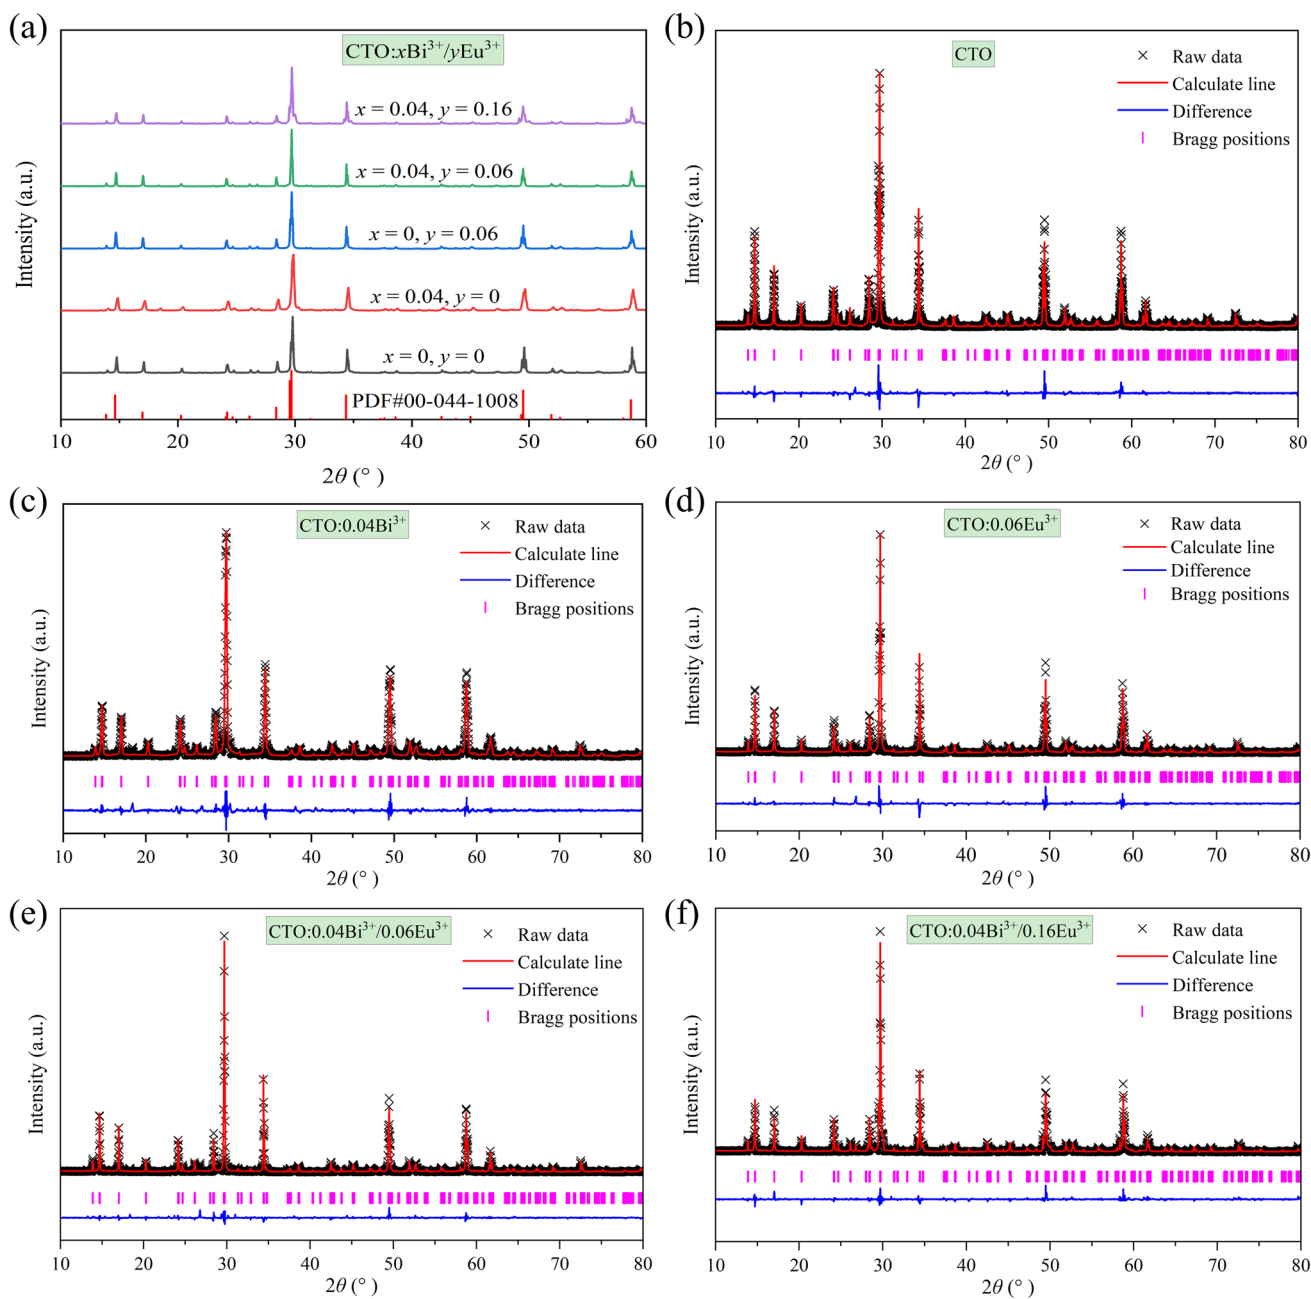 (a)
CTO:xBi³⁺/yEu³⁺
x = 0.04, y = 0.16
x = 0.04, y = 0.06
x = 0, y = 0.06
x = 0.04, y = 0
x = 0, y = 0
PDF#00-044-1008
Intensity (a.u.)
10 20 30 40 50 60
2θ (° )
(b)
CTO
Raw data
Calculate line
Difference
Bragg positions
Intensity (a.u.)
10 20 30 40 50 60 70 80
2θ (° )
(c)
CTO:0.04Bi³⁺
Raw data
Calculate line
Difference
Bragg positions
Intensity (a.u.)
10 20 30 40 50 60 70 80
2θ (° )
(d)
CTO:0.06Eu³⁺
Raw data
Calculate line
Difference
Bragg positions
Intensity (a.u.)
10 20 30 40 50 60 70 80
2θ (° )
(e)
CTO:0.04Bi³⁺/0.06Eu³⁺
Raw data
Calculate line
Difference
Bragg positions
Intensity (a.u.)
10 20 30 40 50 60 70 80
2θ (° )
(f)
CTO:0.04Bi³⁺/0.16Eu³⁺
Raw data
Calculate line
Difference
Bragg positions
Intensity (a.u.)
10 20 30 40 50 60 70 80
2θ (° )